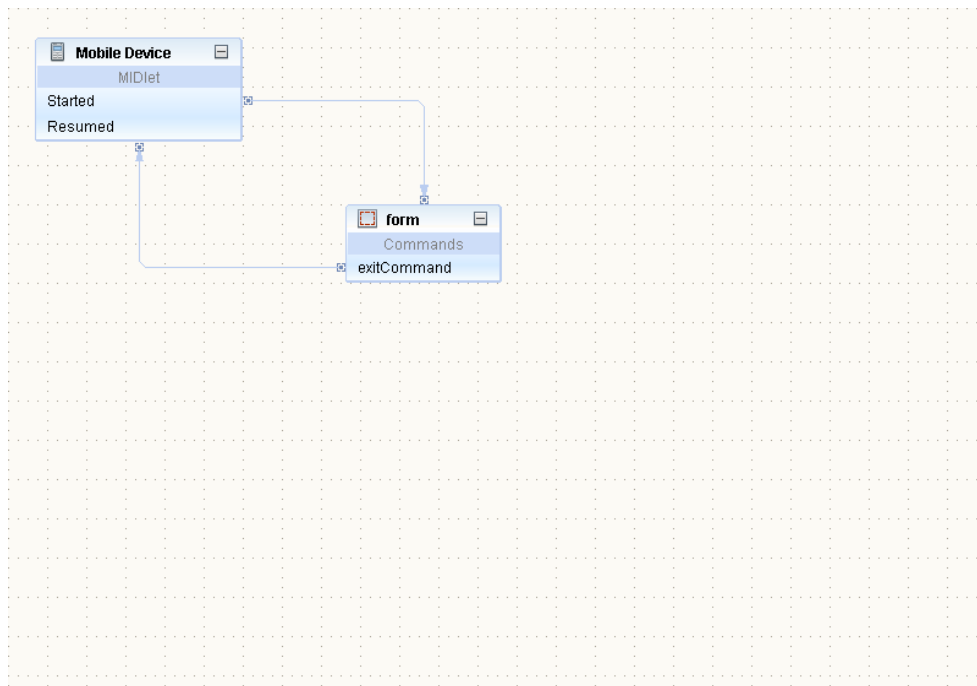 Mobile Device
MIDlet
Started
Resumed
form
Commands
exitCommand